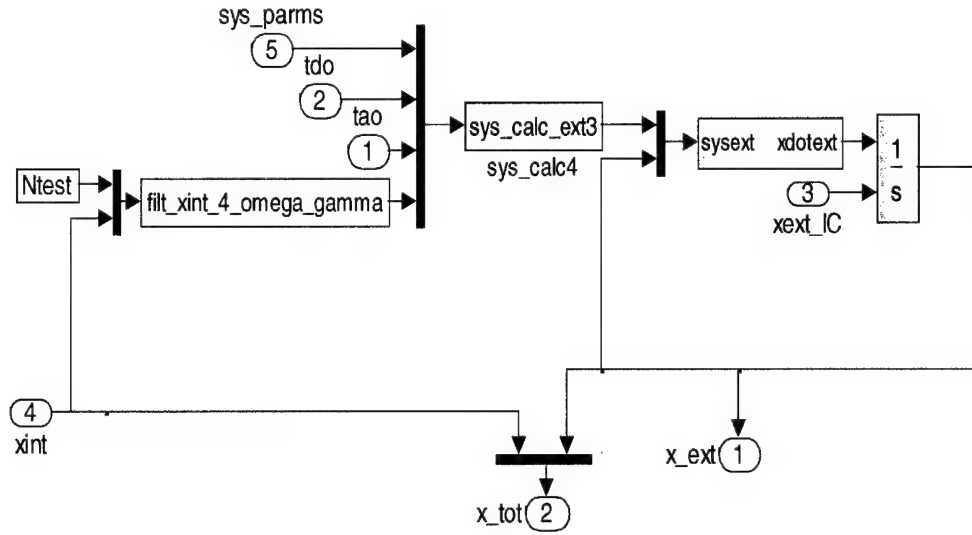 sys_parms
5
tdo
2
tao
1
Ntest
filt_xint_4_omega_gamma
sys_calc_ext3
sys_calc4
sysext xdotext
1
s
3
xext_IC
4
xint
x_ext 1
x_tot 2